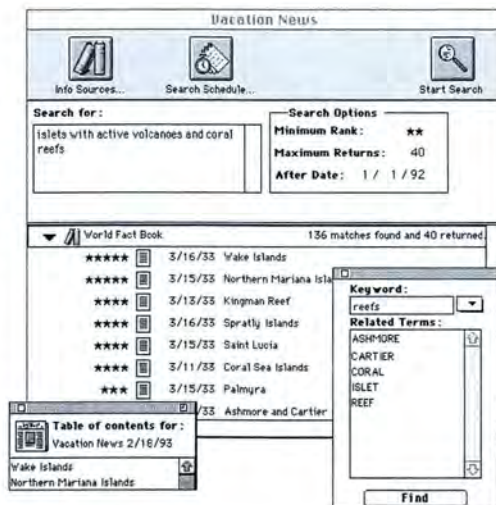 Vacation News
Info Sources...
Search Schedule...
Start Search
Search for:
islets with active volcanoes and coral
reefs
Search Options
Minimum Rank: ★★
Maximum Returns: 40
After Date: 1 / 1 /92
World Fact Book 136 matches found and 40 returned.
★★★★★ 3/16/33 Wake Islands
★★★★ 3/15/33 Northern Mariana Isla
★★★★ 3/13/33 Kingman Reef
★★★★ 3/16/33 Spratly Islands
★★★★ 3/15/33 Saint Lucia
★★★★ 3/11/33 Coral Sea Islands
★★★ 3/15/33 Palmyra
/33 Ashmore and Cartier
Keyword:
reefs
Related Terms:
ASHMORE
CARTIER
CORAL
ISLET
REEF
Find
Table of contents for:
Vacation News 2/18/93
Wake Islands
Northern Mariana Islands